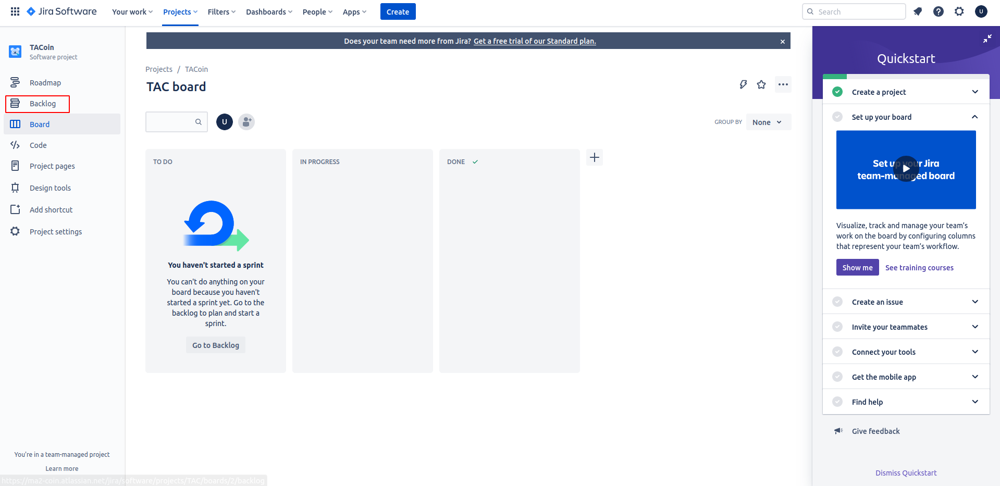 Jira Software
Your work
Projects
Filters
Dashboards
People
Apps
Create
Search
U
TACoin
Software project
Roadmap
Backlog
Board
Code
Project pages
Design tools
Add shortcut
Project settings
You're in a team-managed project
Learn more
https://ma2-coin.atlassian.net/jira/software/projects/TAC/boards/2/backlog
Does your team need more from Jira? Get a free trial of our Standard plan.
Projects / TACoin
TAC board
U
GROUP BY
None
TO DO
You haven't started a sprint
You can't do anything on your
board because you haven't
started a sprint yet. Go to the
backlog to plan and start a
sprint.
Go to Backlog
IN PROGRESS
DONE
Quickstart
Create a project
Set up your board
Set up your Jira
team-managed board
Visualize, track and manage your team’s
work on the board by configuring columns
that represent your team’s workflow.
Show me
See training courses
Create an issue
Invite your teammates
Connect your tools
Get the mobile app
Find help
Give feedback
Dismiss Quickstart